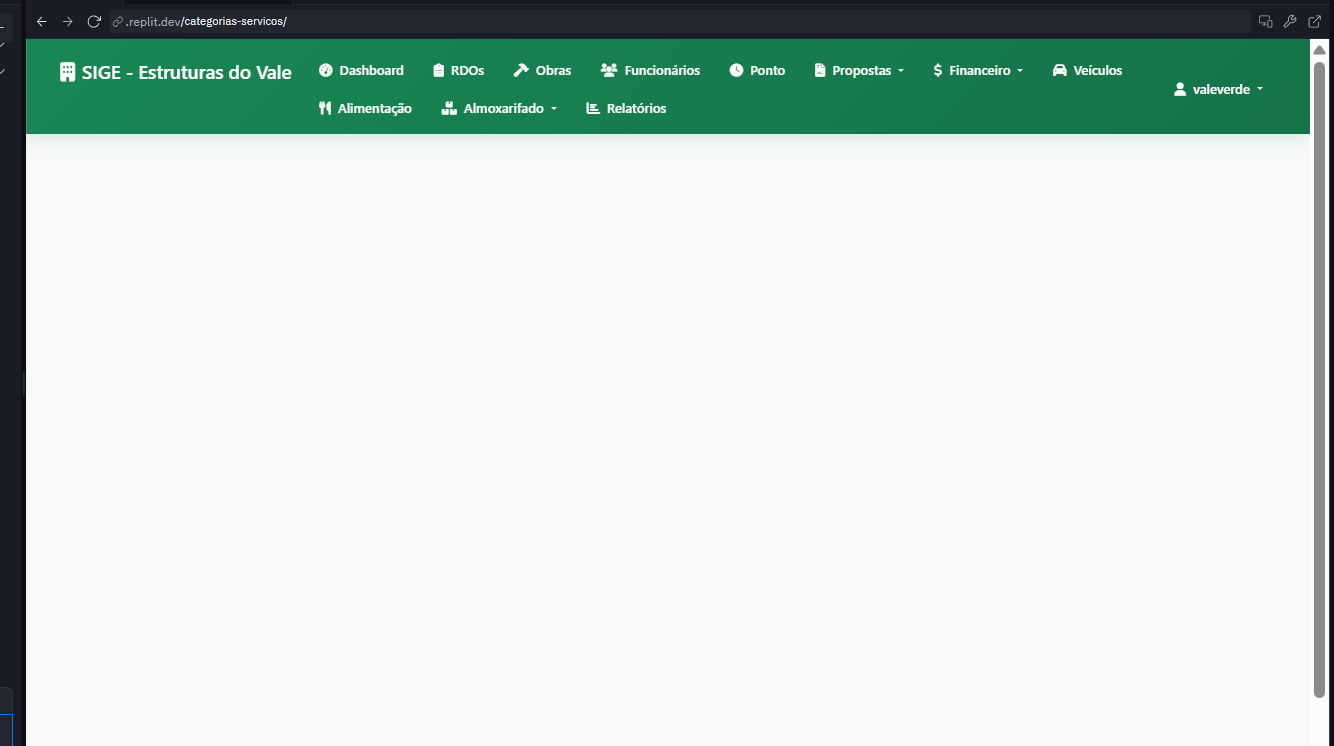 .replit.dev/categorias-servicos/
SIGE - Estruturas do Vale
Dashboard RDOs Obras Funcionários Ponto Propostas Financeiro Veículos
valeverde
Alimentação Almoxarifado Relatórios